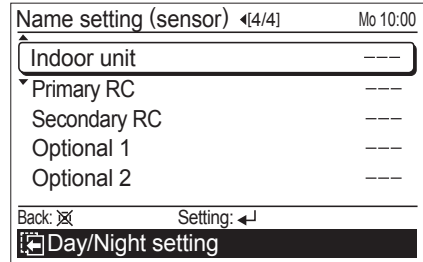 Name setting (sensor) ◂[4/4] Mo 10:00
Indoor unit ---
Primary RC ---
Secondary RC ---
Optional 1 ---
Optional 2 ---
Back: Setting:
Day/Night setting